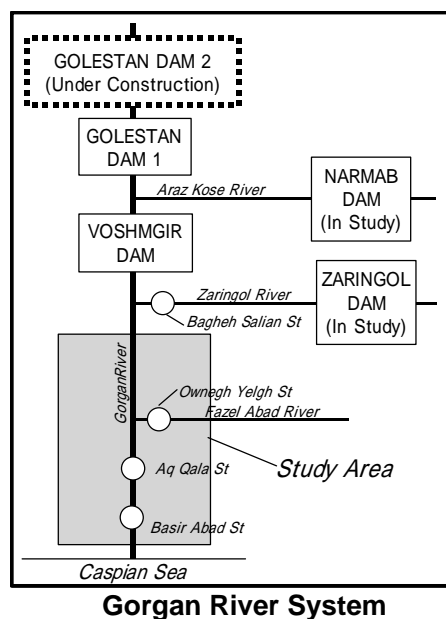 GOLESTAN DAM 2
(Under Construction)
GOLESTAN
DAM 1
Araz Kose River
NARMAB
DAM
(In Study)
VOSHMGIR
DAM
Zaringol River
ZARINGOL
DAM
(In Study)
Bagheh Salian St
GorganRiver
Ownegh Yelgh St
Fazel Abad River
Study Area
Aq Qala St
Basir Abad St
Caspian Sea
Gorgan River System